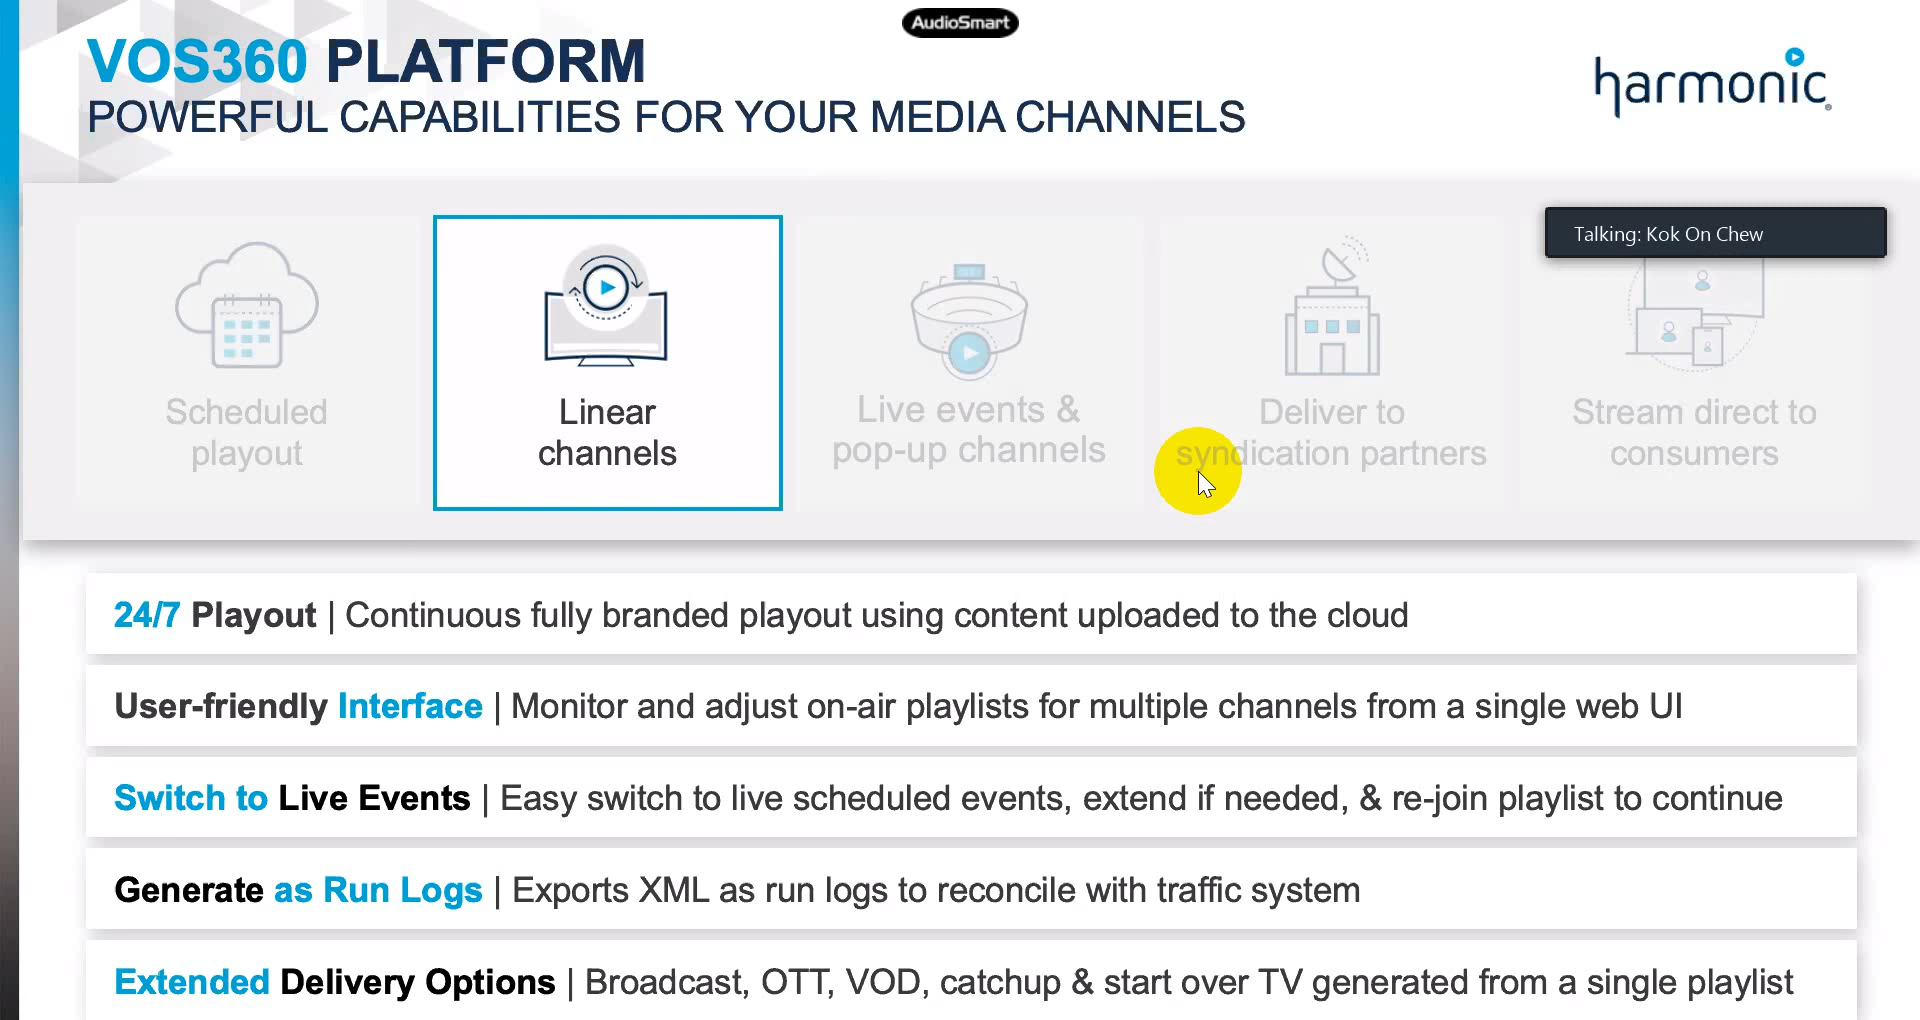 AudioSmart
VOS360 PLATFORM
POWERFUL CAPABILITIES FOR YOUR MEDIA CHANNELS
harmonic
Talking: Kok On Chew
Scheduled
playout
Linear
channels
Live events &
pop-up channels
Deliver to
syndication partners
Stream direct to
consumers
24/7 Playout | Continuous fully branded playout using content uploaded to the cloud
User-friendly Interface | Monitor and adjust on-air playlists for multiple channels from a single web UI
Switch to Live Events | Easy switch to live scheduled events, extend if needed, & re-join playlist to continue
Generate as Run Logs | Exports XML as run logs to reconcile with traffic system
Extended Delivery Options | Broadcast, OTT, VOD, catchup & start over TV generated from a single playlist